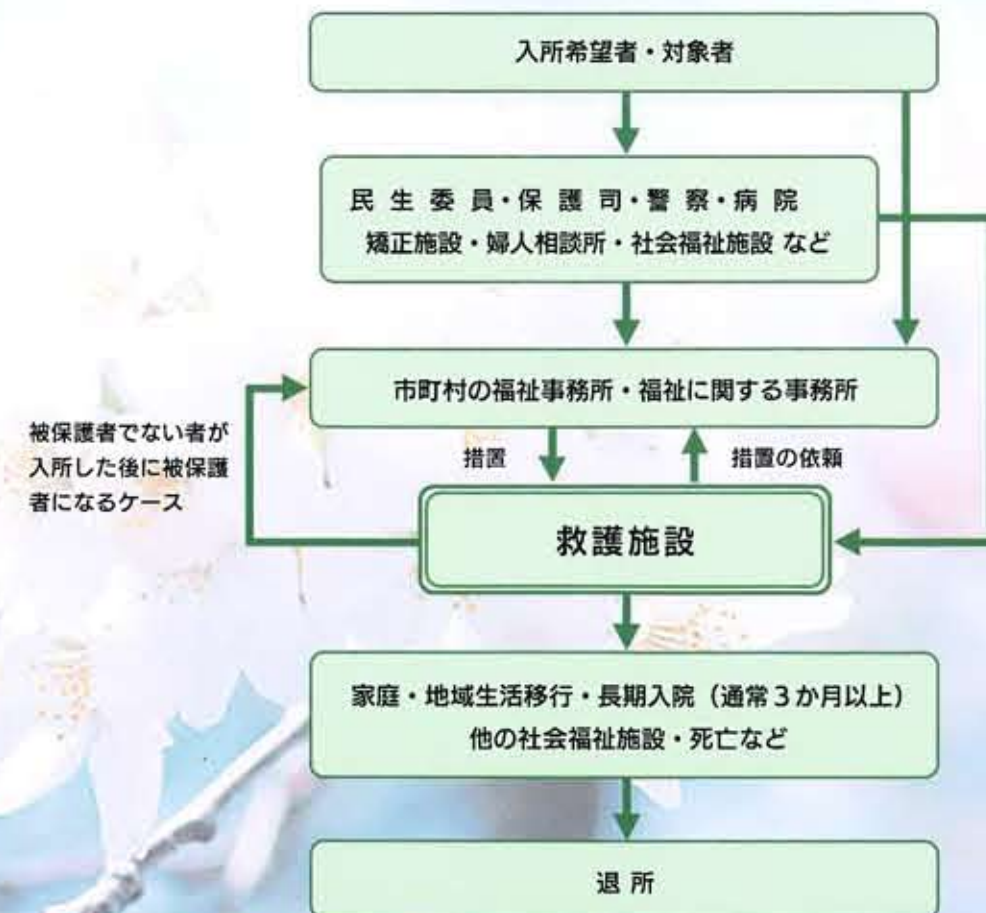 入所希望者・対象者
民生委員・保護司・警察・病院
矯正施設・婦人相談所・社会福祉施設 など
市町村の福祉事務所・福祉に関する事務所
被保護者でない者が
入所した後に被保護
者になるケース
措置
措置の依頼
救護施設
家庭・地域生活移行・長期入院（通常３か月以上）
他の社会福祉施設・死亡など
退 所